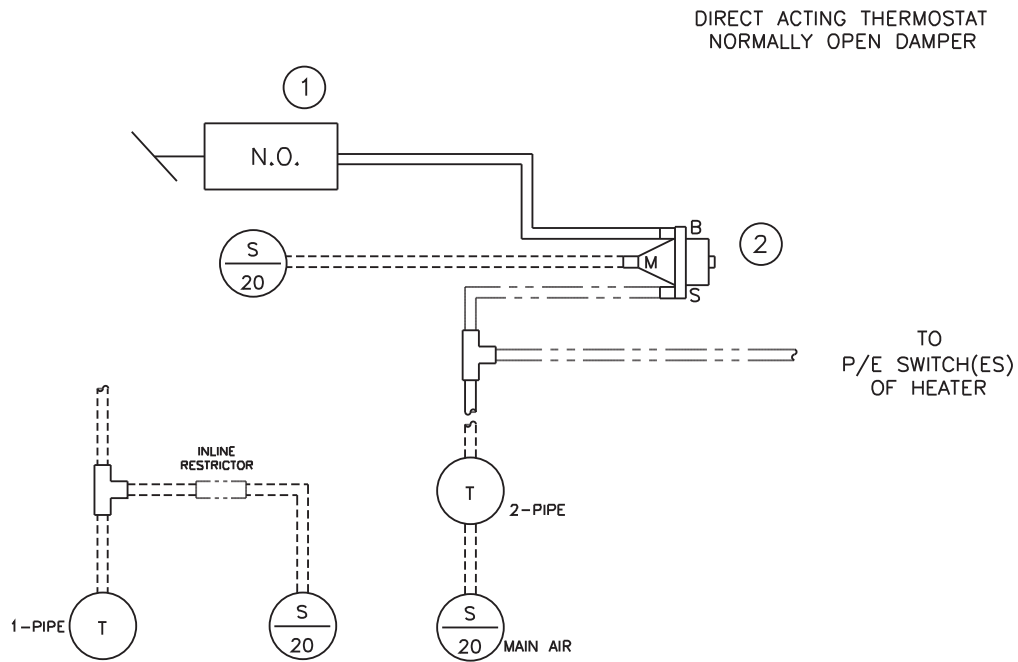 DIRECT ACTING THERMOSTAT
NORMALLY OPEN DAMPER
1
N.O.
B
2
S
20
M
S
TO
P/E SWITCH(ES)
OF HEATER
INLINE
RESTRICTOR
T
2-PIPE
1-PIPE
T
S
20
S
20
MAIN AIR